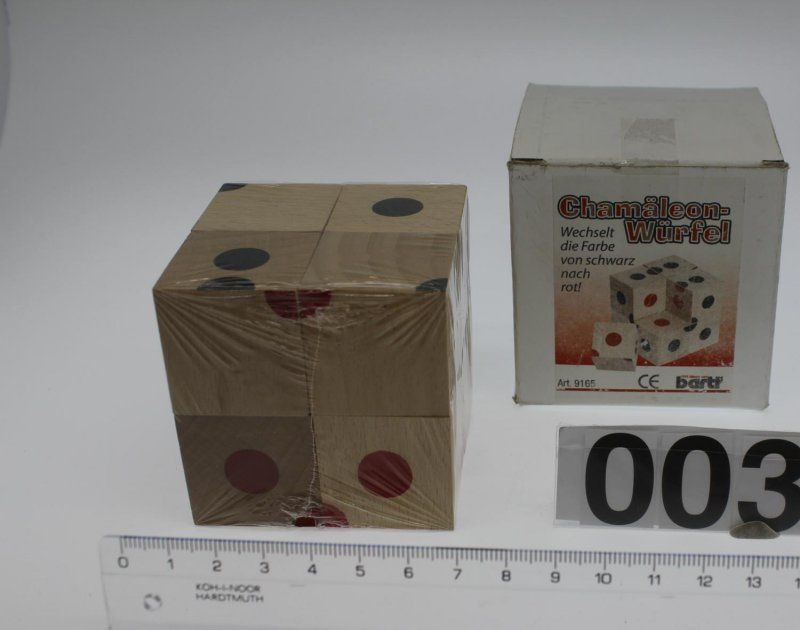 Chamäleon-
Würfel
Wechselt
die Farbe
von schwarz
nach
rot!
Art. 9165 CE bartl
003
0 1 2 3 4 5 6 7 8 9 10 11 12 13
KOH-I-NOOR
HARDTMUTH